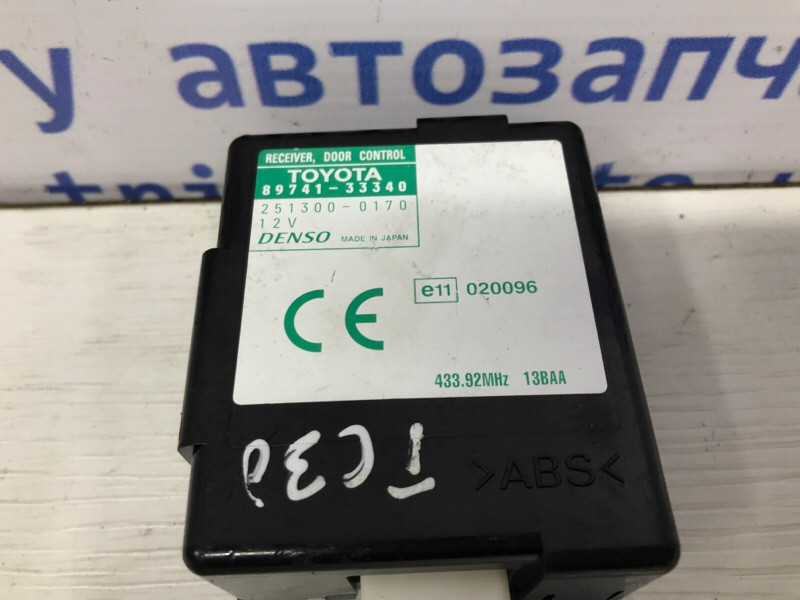 у автозапч
RECEIVER, DOOR CONTROL
TOYOTA
89741-33340
251300-0170
12V
DENSO MADE IN JAPAN
CE
e11 020096
433.92MHz 13BAA
>ABS<